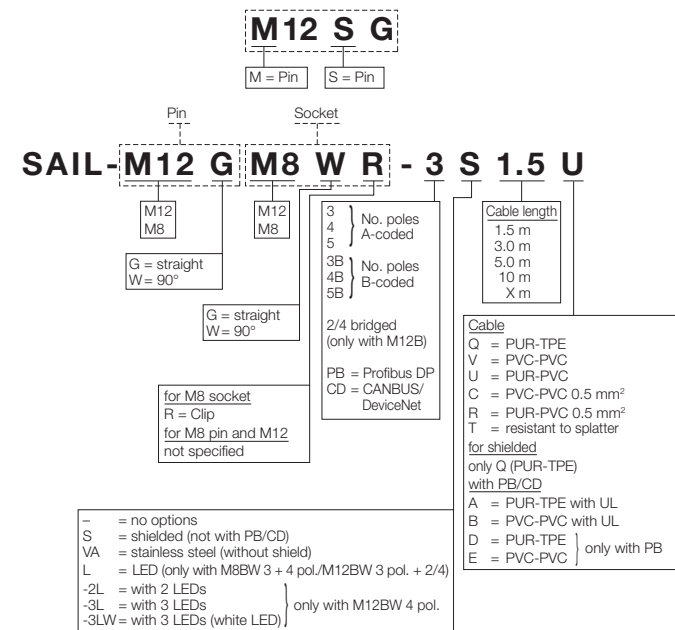 M12 S G
M = Pin
S = Pin
Pin
Socket
SAIL-M12 G M8 W R - 3 S 1.5 U
M12
M8
G = straight
W = 90°
M12
M8
G = straight
W = 90°
for M8 socket
R = Clip
for M8 pin and M12
not specified
3
4
5
No. poles
A-coded
3B
4B
5B
No. poles
B-coded
2/4 bridged
(only with M12B)
PB = Profibus DP
CD = CANBUS/
DeviceNet
Cable length
1.5 m
3.0 m
5.0 m
10 m
X m
Cable
Q = PUR-TPE
V = PVC-PVC
U = PUR-PVC
C = PVC-PVC 0.5 mm²
R = PUR-PVC 0.5 mm²
T = resistant to splatter
for shielded
only Q (PUR-TPE)
with PB/CD
A = PUR-TPE with UL
B = PVC-PVC with UL
D = PUR-TPE
E = PVC-PVC
only with PB
– = no options
S = shielded (not with PB/CD)
VA = stainless steel (without shield)
L = LED (only with M8BW 3 + 4 pol./M12BW 3 pol. + 2/4)
-2L = with 2 LEDs
-3L = with 3 LEDs
-3LW = with 3 LEDs (white LED)
only with M12BW 4 pol.